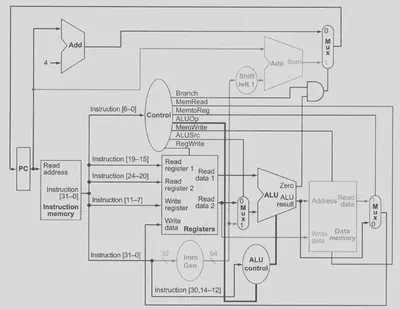 0
Mux
1
Add
4
Add
Sum
Shift
left 1
Branch
MemRead
MemtoReg
ALUOp
MemWrite
ALUSrc
RegWrite
Instruction [6–0]
Control
PC
Read
address
Instruction
[31–0]
Instruction
memory
Instruction [19–15]
Instruction [24–20]
Instruction [11–7]
Read
register 1
Read
data 1
Read
register 2
Write
register
Read
data 2
Write
data
Registers
0
Mux
1
Zero
ALU
ALU
result
Address
Read
data
Write
data
Data
memory
1
Mux
0
Instruction [31–0]
32
Imm
Gen
64
ALU
control
Instruction [30,14–12]